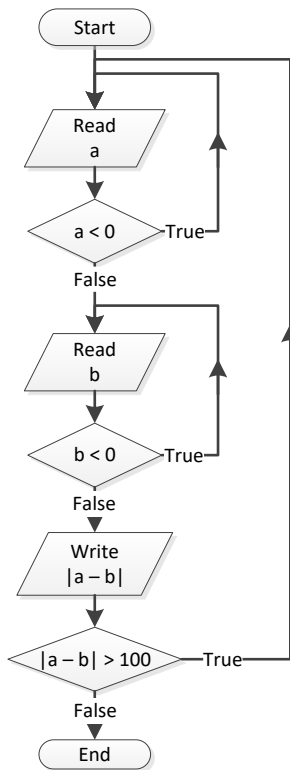 Start
Read
a
a < 0
True
False
Read
b
b < 0
True
False
Write
|a – b|
|a – b| > 100
True
False
End